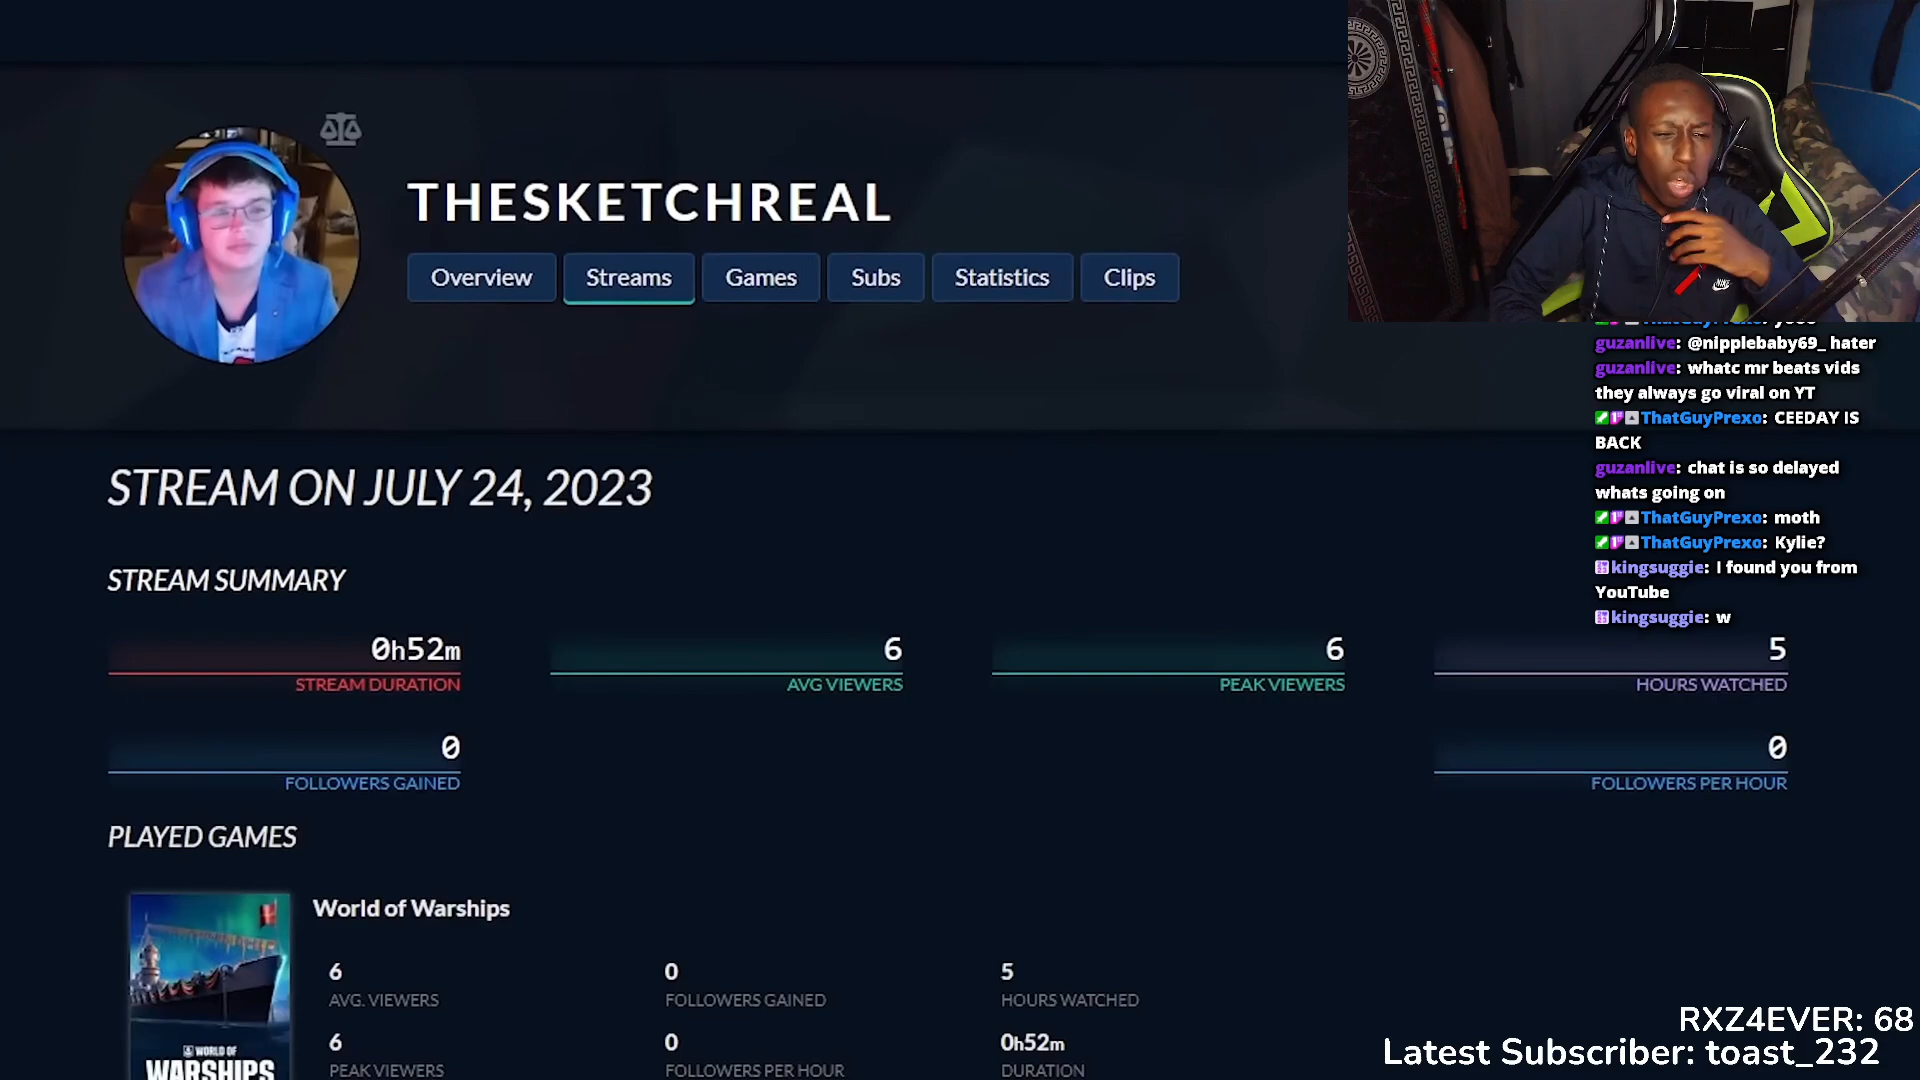 THESKETCHREAL
Overview
Streams
Games
Subs
Statistics
Clips
STREAM ON JULY 24, 2023
STREAM SUMMARY
0h52m
STREAM DURATION
6
AVG VIEWERS
6
PEAK VIEWERS
5
HOURS WATCHED
0
FOLLOWERS GAINED
0
FOLLOWERS PER HOUR
PLAYED GAMES
World of Warships
6
AVG. VIEWERS
0
FOLLOWERS GAINED
5
HOURS WATCHED
6
PEAK VIEWERS
0
FOLLOWERS PER HOUR
0h52m
DURATION
WORLD OF
WARSHIPS
NIKE
guzanlive: @nipplebaby69_ hater
guzanlive: whatc mr beats vids
they always go viral on YT
ThatGuyPrexo: CEEDAY IS
BACK
guzanlive: chat is so delayed
whats going on
ThatGuyPrexo: moth
ThatGuyPrexo: Kylie?
kingsuggie: I found you from
YouTube
kingsuggie: w
RXZ4EVER: 68
Latest Subscriber: toast_232